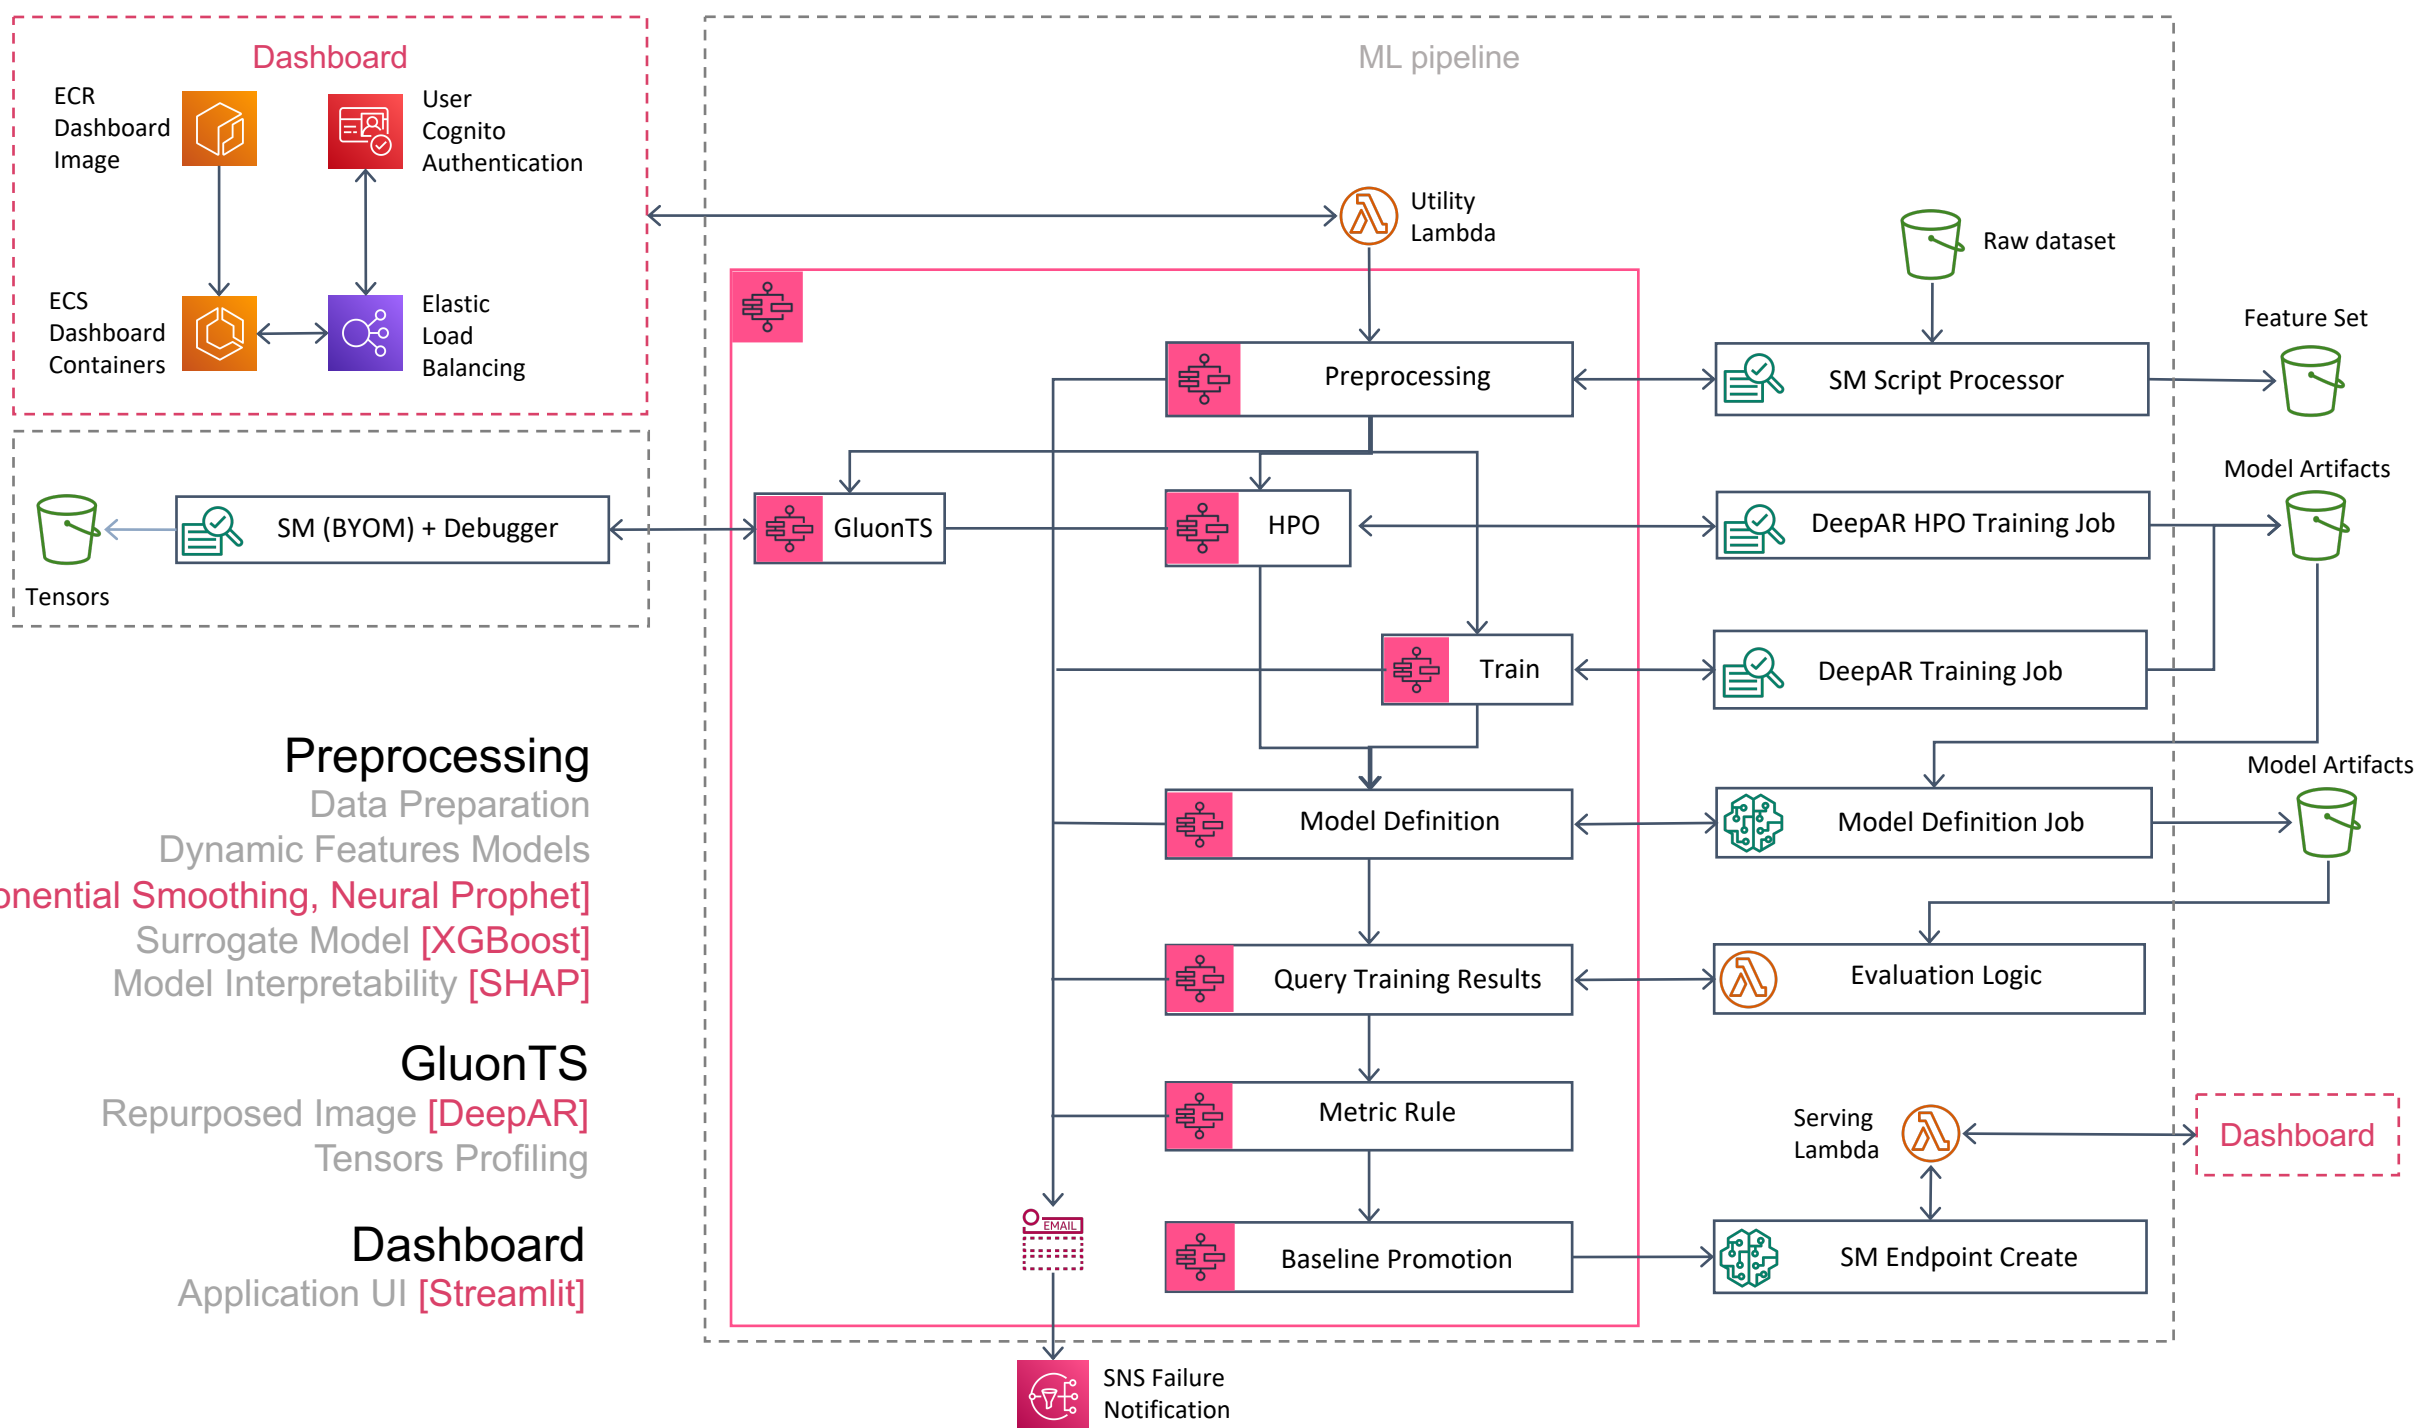 Dashboard
ECR
Dashboard
Image
User
Cognito
Authentication
ECS
Dashboard
Containers
Elastic
Load
Balancing
ML pipeline
Utility
Lambda
Raw dataset
Feature Set
Preprocessing
SM Script Processor
Model Artifacts
Tensors
SM (BYOM) + Debugger
GluonTS
HPO
DeepAR HPO Training Job
Train
DeepAR Training Job
Model Artifacts
Model Definition
Model Definition Job
Query Training Results
Evaluation Logic
Metric Rule
Serving
Lambda
Dashboard
EMAIL
Baseline Promotion
SM Endpoint Create
SNS Failure
Notification
Preprocessing
Data Preparation
Dynamic Features Models
Smoothing, Neural Prophet]
Surrogate Model [XGBoost]
Model Interpretability [SHAP]
GluonTS
Repurposed Image [DeepAR]
Tensors Profiling
Dashboard
Application UI [Streamlit]